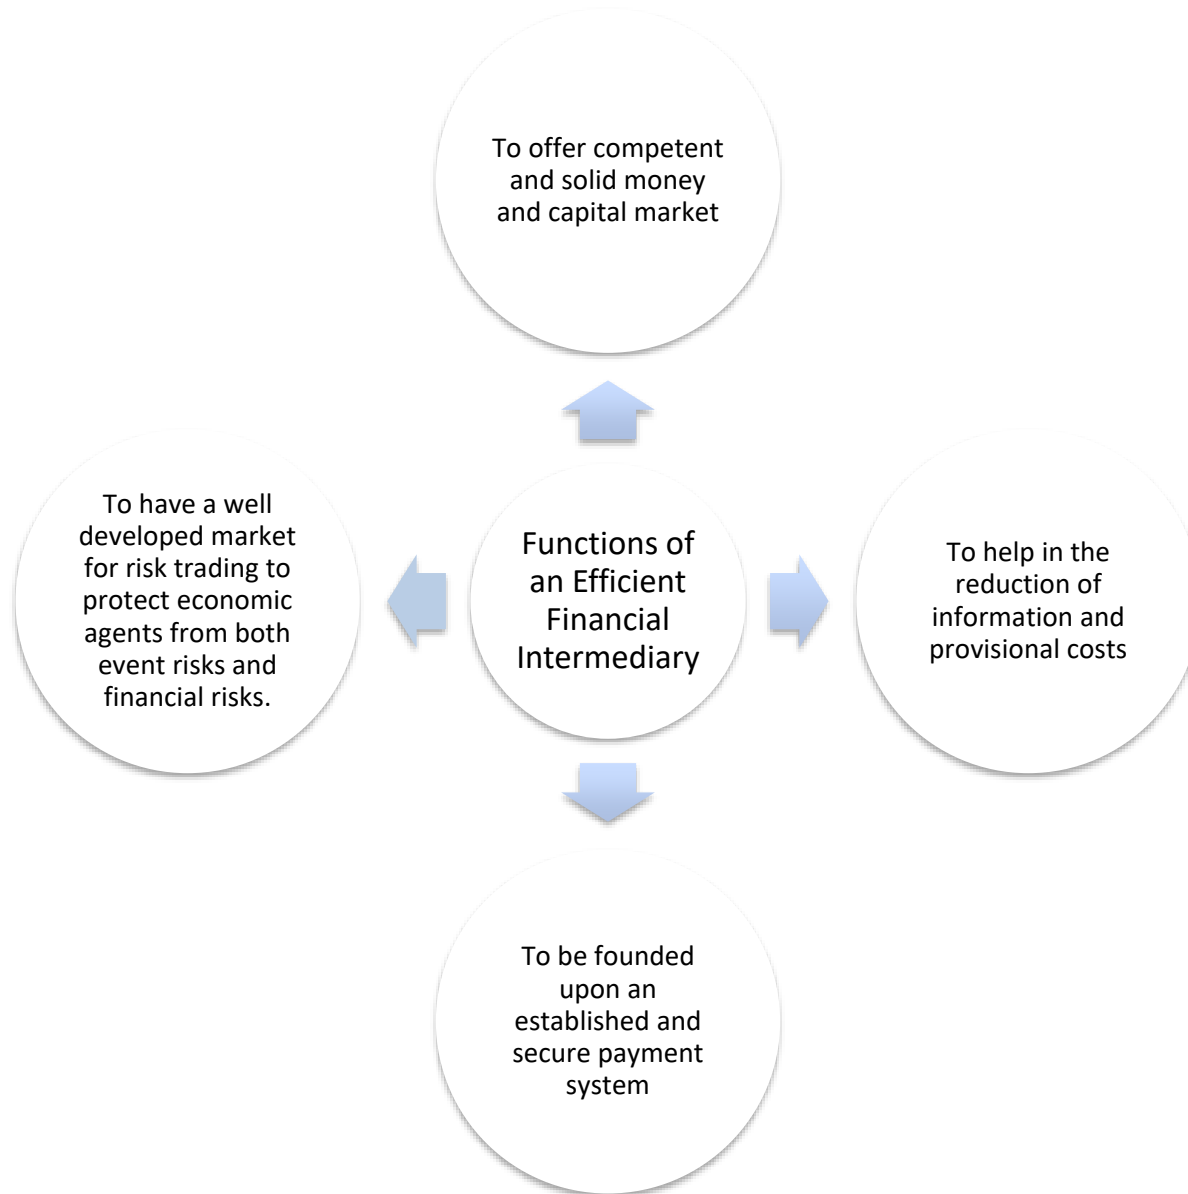 To offer competent
and solid money
and capital market
To have a well
developed market
for risk trading to
protect economic
agents from both
event risks and
financial risks.
Functions of
an Efficient
Financial
Intermediary
To help in the
reduction of
information and
provisional costs
To be founded
upon an
established and
secure payment
system